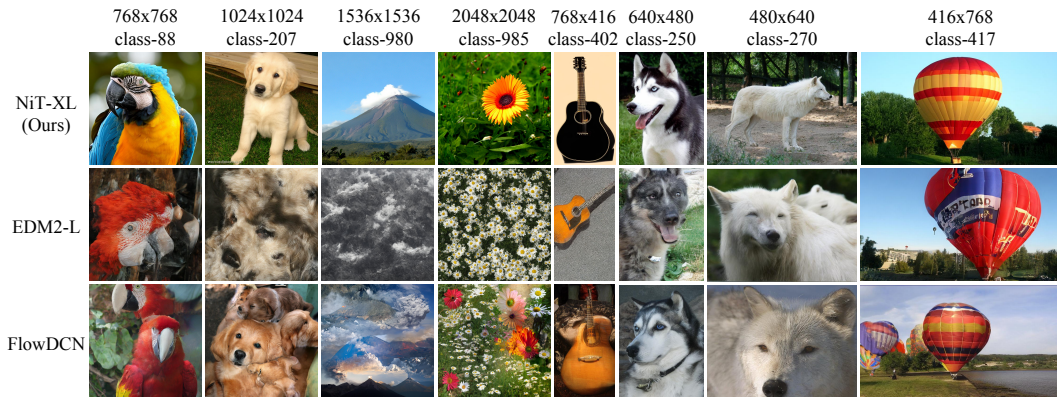 768x768 1024x1024 1536x1536 2048x2048 768x416 640x480 480x640 416x768
class-88 class-207 class-980 class-985 class-402 class-250 class-270 class-417
NiT-XL
(Ours)
EDM2-L
FlowDCN